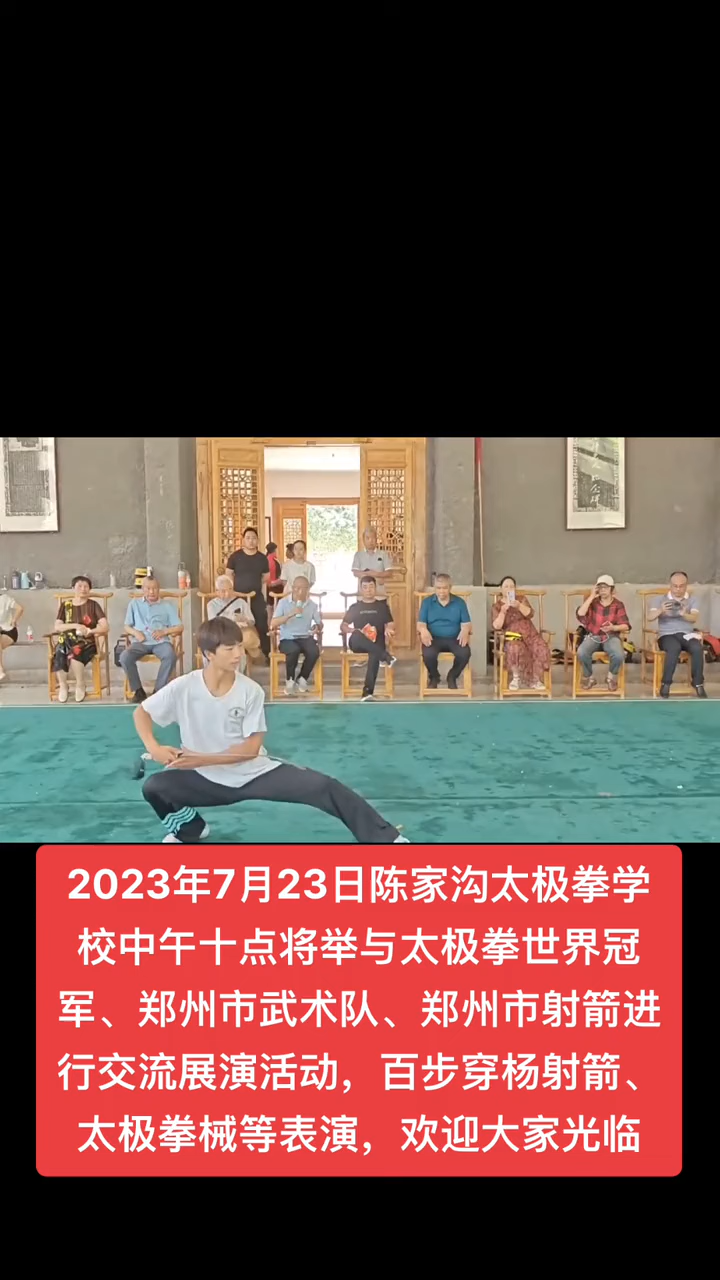 2023年7月23日陈家沟太极拳学
校中午十点将举与太极拳世界冠
军、郑州市武术队、郑州市射箭进
行交流展演活动，百步穿杨射箭、
太极拳械等表演，欢迎大家光临